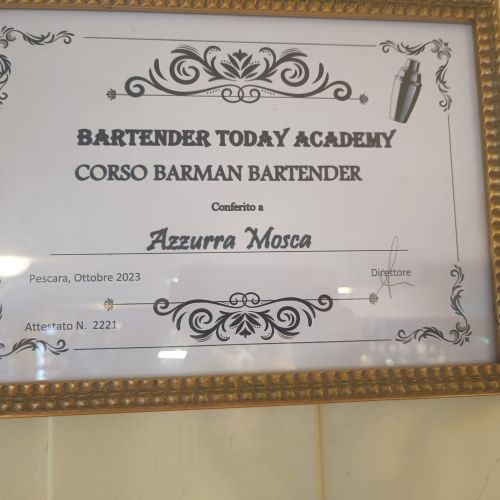 BARTENDER TODAY ACADEMY
CORSO BARMAN BARTENDER
Conferito a
Azzurra Mosca
Pescara, Ottobre 2023
Direttore
Attestato N. 2221